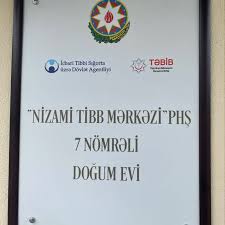 İcbari Tibbi Sığorta
üzrə Dövlət Agentliyi
TƏBİB
"NİZAMİ TİBB MƏRKƏZİ" PHŞ
7 NÖMRƏLİ
DOĞUM EVİ